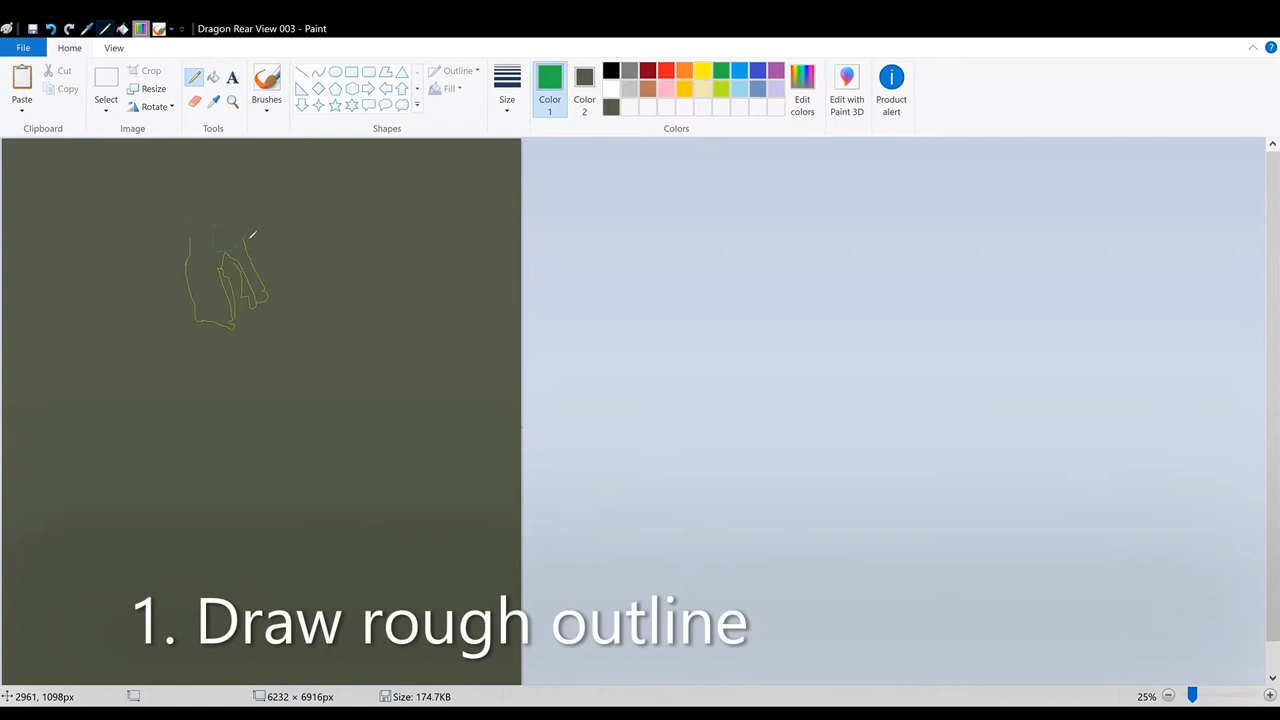 Dragon Rear View 003 - Paint
File
Home
View
Paste
Cut
Copy
Clipboard
Select
Crop
Resize
Rotate
Image
A
Tools
Brushes
Outline
Fill
Shapes
Size
Color 1
Color 2
Edit colors
Colors
Edit with Paint 3D
Product alert
1. Draw rough outline
2961, 1098px
6232 × 6916px
Size: 174.7KB
25%